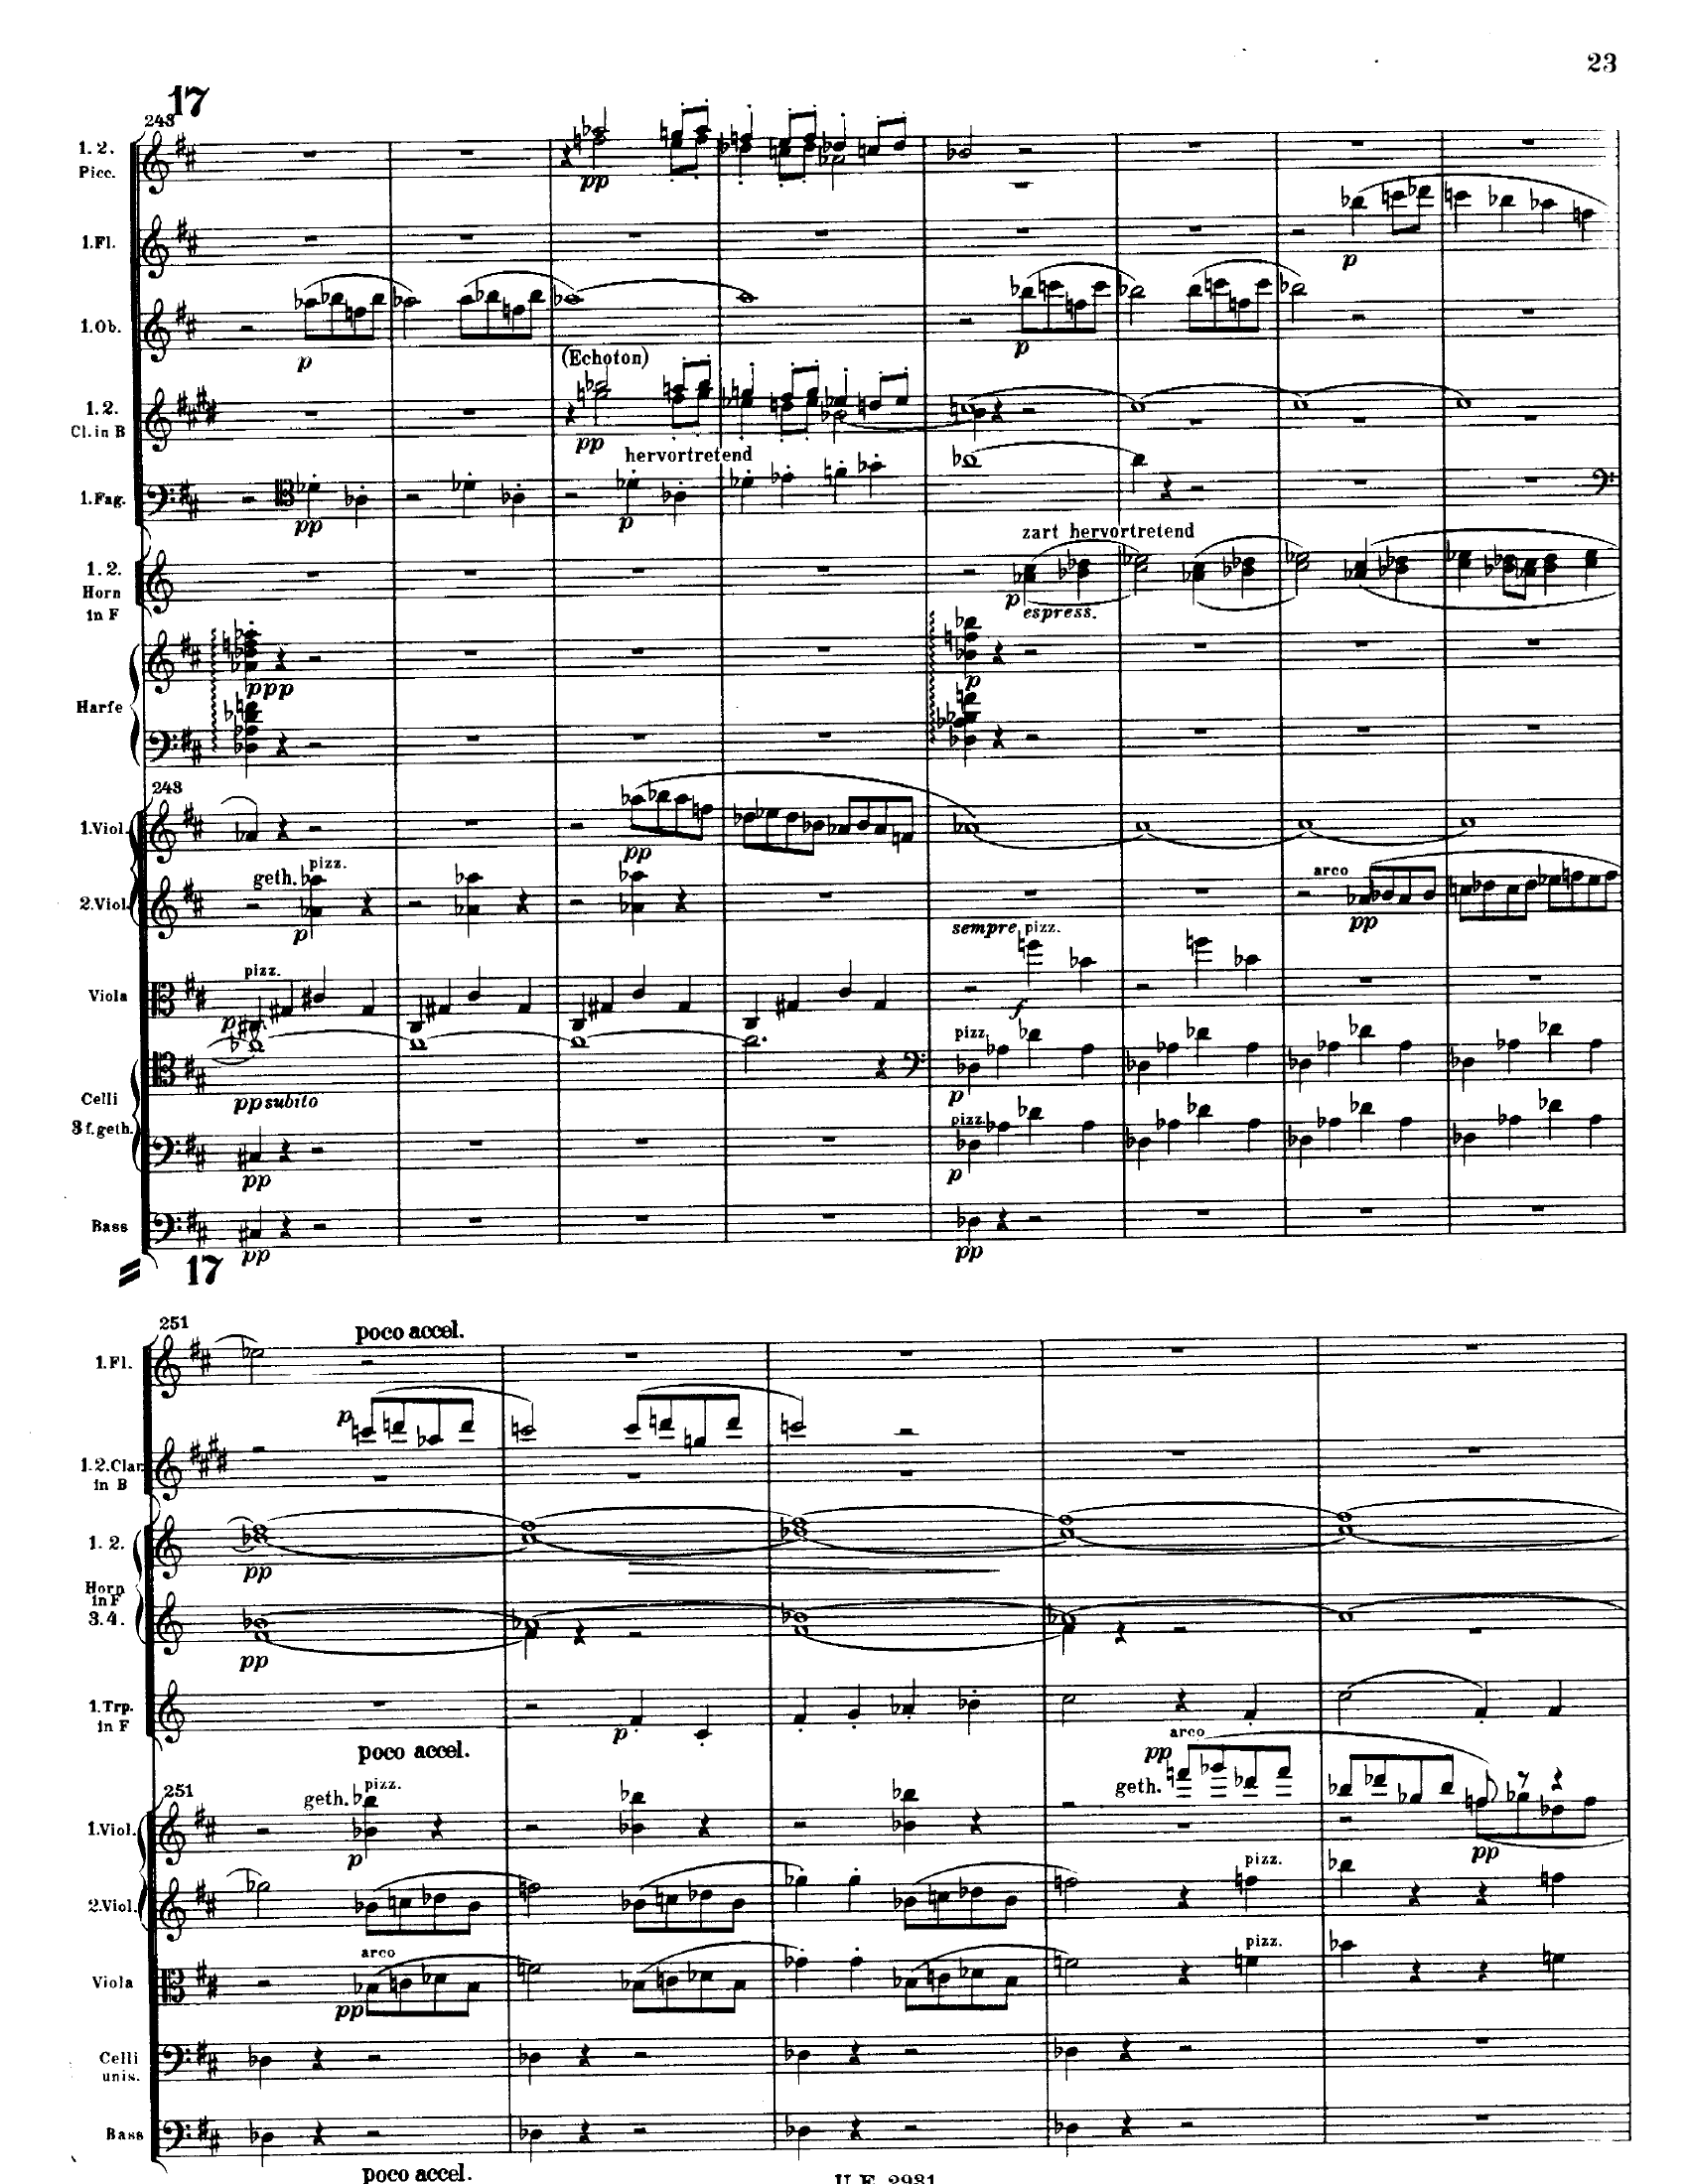 23
17
243
1. 2.
Picc.
pp
1.Fl.
p
1.Ob.
p
p
(Echoton)
1. 2.
Cl. in B
pp
hervortretend
1.Fag.
pp
p
zart hervortretend
1. 2.
Horn
in F
p
espress.
ppp
p
Harfe
243
1.Viol.
pp
geth.
pizz.
arco
2.Viol.
p
pp
sempre pizz.
pizz.
Viola
p
f
pizz.
pp subito
p
Celli
3 f. geth.
pizz.
pp
p
Bass
pp
pp
17
251
poco accel.
1.Fl.
p
1.2.Clar.
in B
1. 2.
pp
Horn
in F
3.4.
pp
1.Trp.
in F
p
poco accel.
arco
pp
251
geth.
pizz.
geth.
1.Viol.
p
pp
pizz.
2.Viol.
arco
pizz.
Viola
pp
Celli
unis.
Bass
poco accel.
U.E. 2981